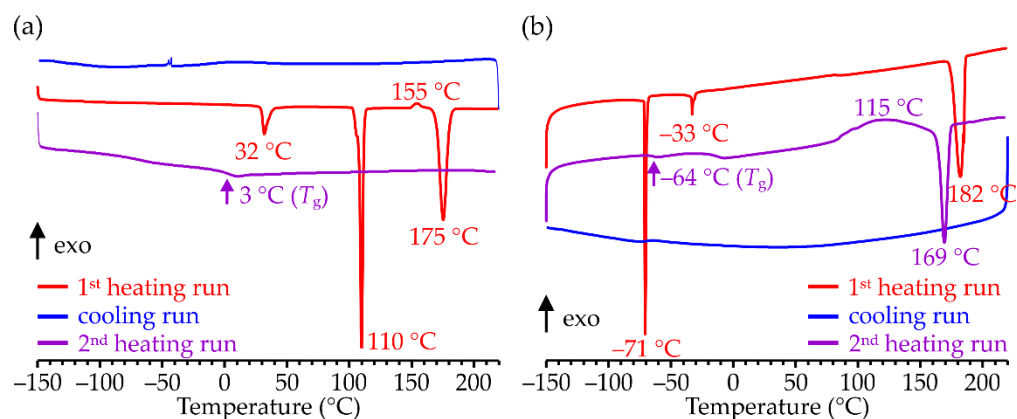 (a)
155 °C
32 °C
3 °C (Tg)
175 °C
exo
1st heating run
cooling run
2nd heating run
110 °C
–150 –100 –50 0 50 100 150 200
Temperature (°C)
(b)
115 °C
–33 °C
–64 °C (Tg)
182 °C
169 °C
exo
1st heating run
cooling run
2nd heating run
–71 °C
–150 –100 –50 0 50 100 150 200
Temperature (°C)